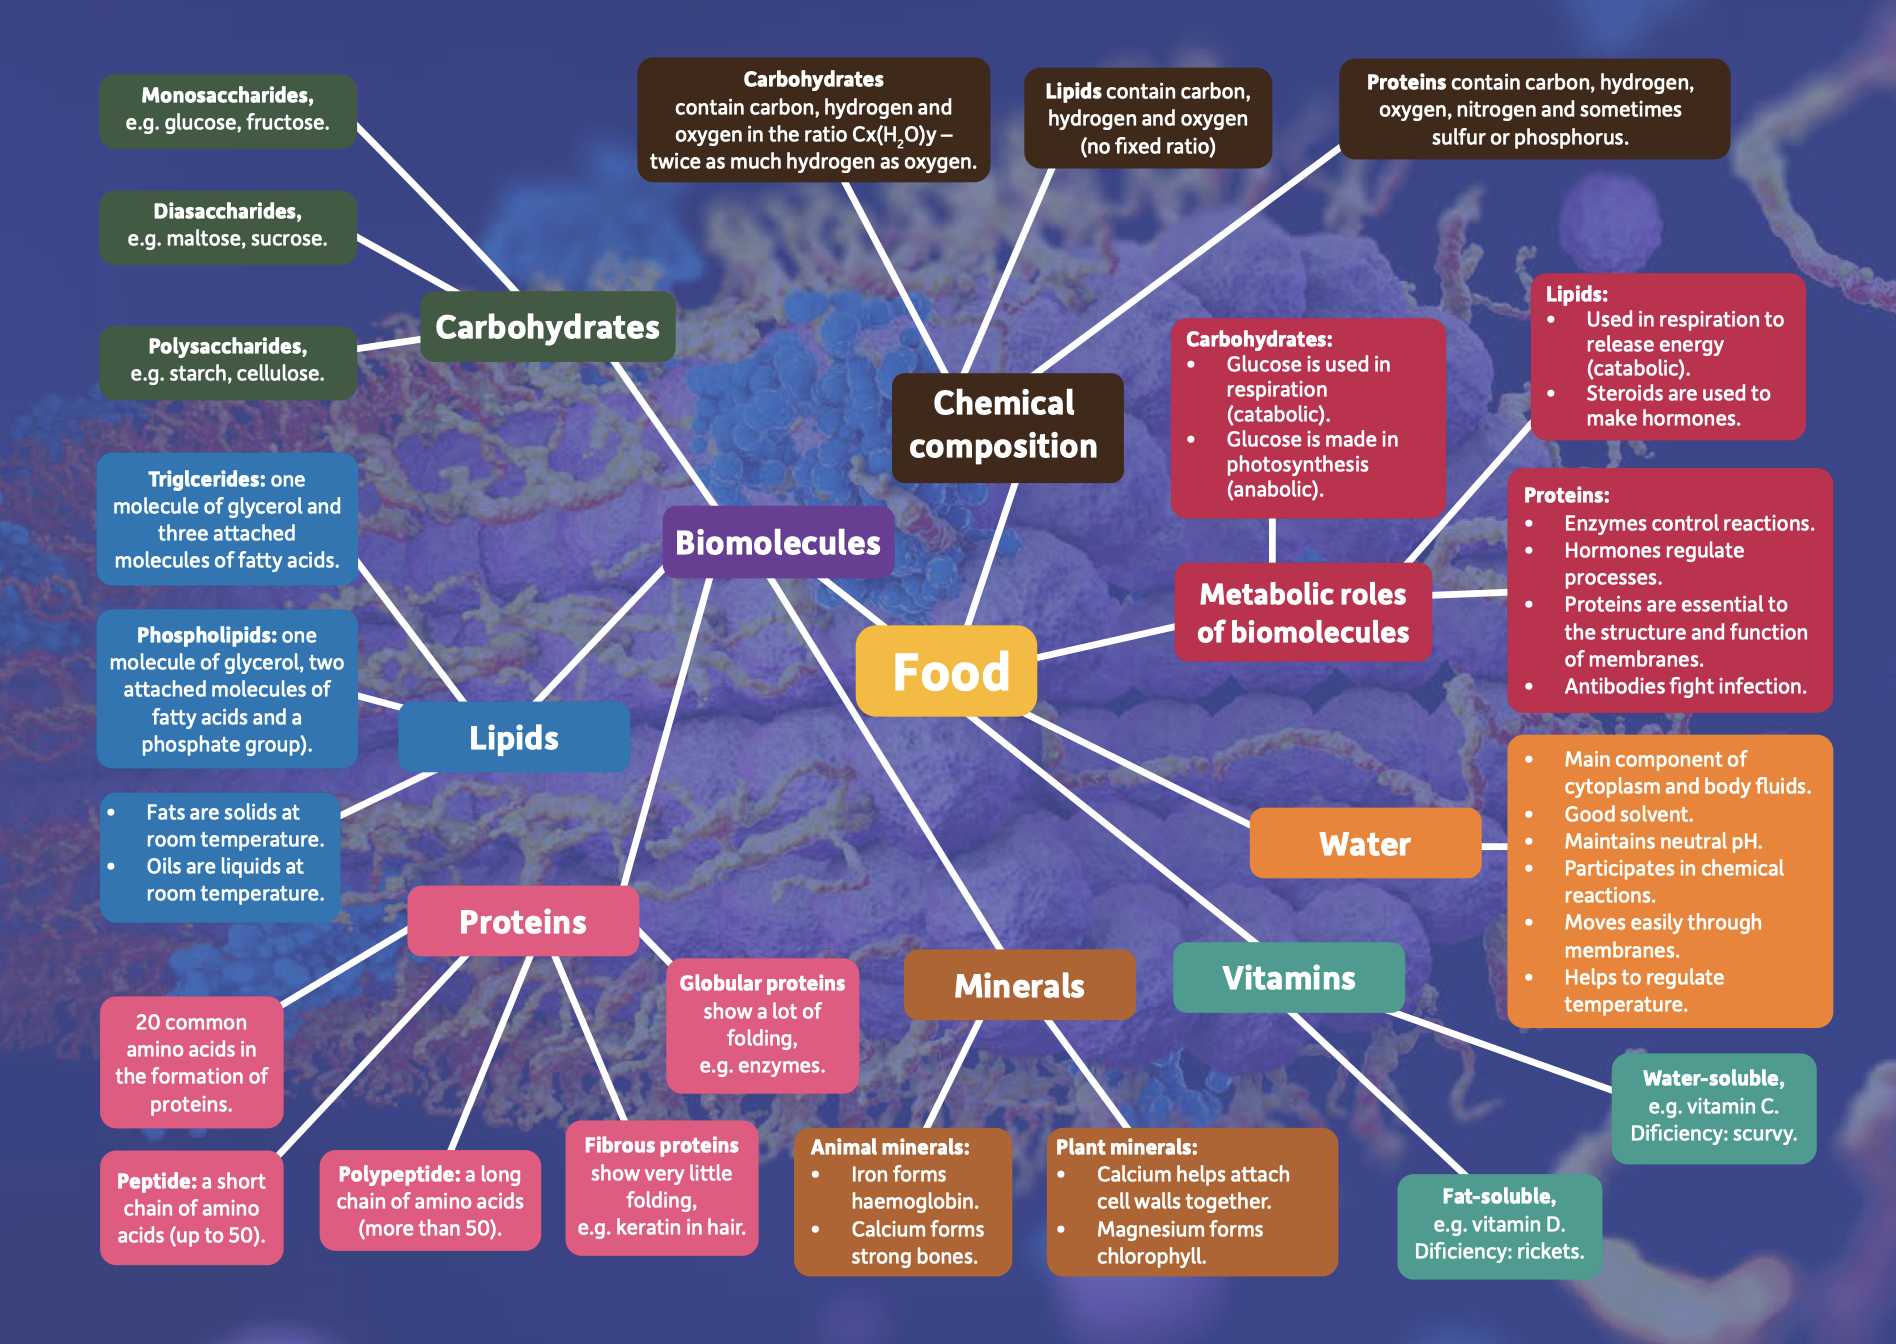 Monosaccharides,
e.g. glucose, fructose.
Diasaccharides,
e.g. maltose, sucrose.
Polysaccharides,
e.g. starch, cellulose.
Carbohydrates
Carbohydrates
contain carbon, hydrogen and
oxygen in the ratio Cx(H₂O)y –
twice as much hydrogen as oxygen.
Lipids contain carbon,
hydrogen and oxygen
(no fixed ratio)
Proteins contain carbon, hydrogen,
oxygen, nitrogen and sometimes
sulfur or phosphorus.
Chemical
composition
Carbohydrates:
• Glucose is used in
respiration
(catabolic).
• Glucose is made in
photosynthesis
(anabolic).
Lipids:
• Used in respiration to
release energy
(catabolic).
• Steroids are used to
make hormones.
Proteins:
• Enzymes control reactions.
• Hormones regulate
processes.
• Proteins are essential to
the structure and function
of membranes.
• Antibodies fight infection.
Metabolic roles
of biomolecules
Biomolecules
Food
Triglcerides: one
molecule of glycerol and
three attached
molecules of fatty acids.
Phospholipids: one
molecule of glycerol, two
attached molecules of
fatty acids and a
phosphate group).
• Fats are solids at
room temperature.
• Oils are liquids at
room temperature.
Lipids
Water
• Main component of
cytoplasm and body fluids.
• Good solvent.
• Maintains neutral pH.
• Participates in chemical
reactions.
• Moves easily through
membranes.
• Helps to regulate
temperature.
Proteins
20 common
amino acids in
the formation of
proteins.
Peptide: a short
chain of amino
acids (up to 50).
Polypeptide: a long
chain of amino acids
(more than 50).
Fibrous proteins
show very little
folding,
e.g. keratin in hair.
Globular proteins
show a lot of
folding,
e.g. enzymes.
Minerals
Animal minerals:
• Iron forms
haemoglobin.
• Calcium forms
strong bones.
Plant minerals:
• Calcium helps attach
cell walls together.
• Magnesium forms
chlorophyll.
Vitamins
Water-soluble,
e.g. vitamin C.
Dificiency: scurvy.
Fat-soluble,
e.g. vitamin D.
Dificiency: rickets.